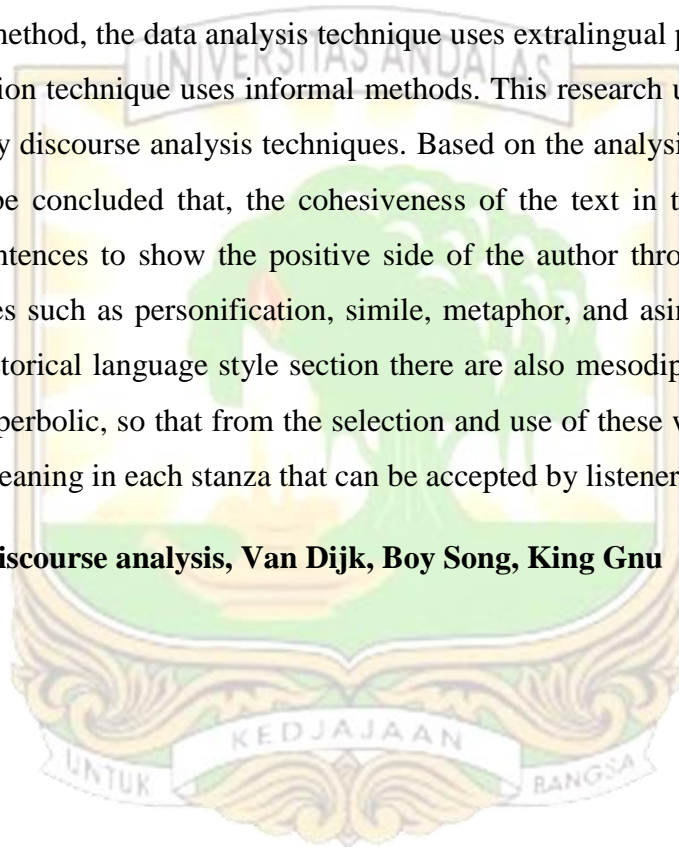 method, the data analysis technique uses extralingual
UNIVERSITAS ANDALAS
ion technique uses informal methods. This research
discourse analysis techniques. Based on the analysi
be concluded that, the cohesiveness of the text in
ntences to show the positive side of the author thro
es such as personification, simile, metaphor, and asi
torical language style section there are also mesodip
perbolic, so that from the selection and use of these
eaning in each stanza that can be accepted by listener
iscourse analysis, Van Dijk, Boy Song, King Gnu
KEDJAJAAN
UNTUK BANGSA